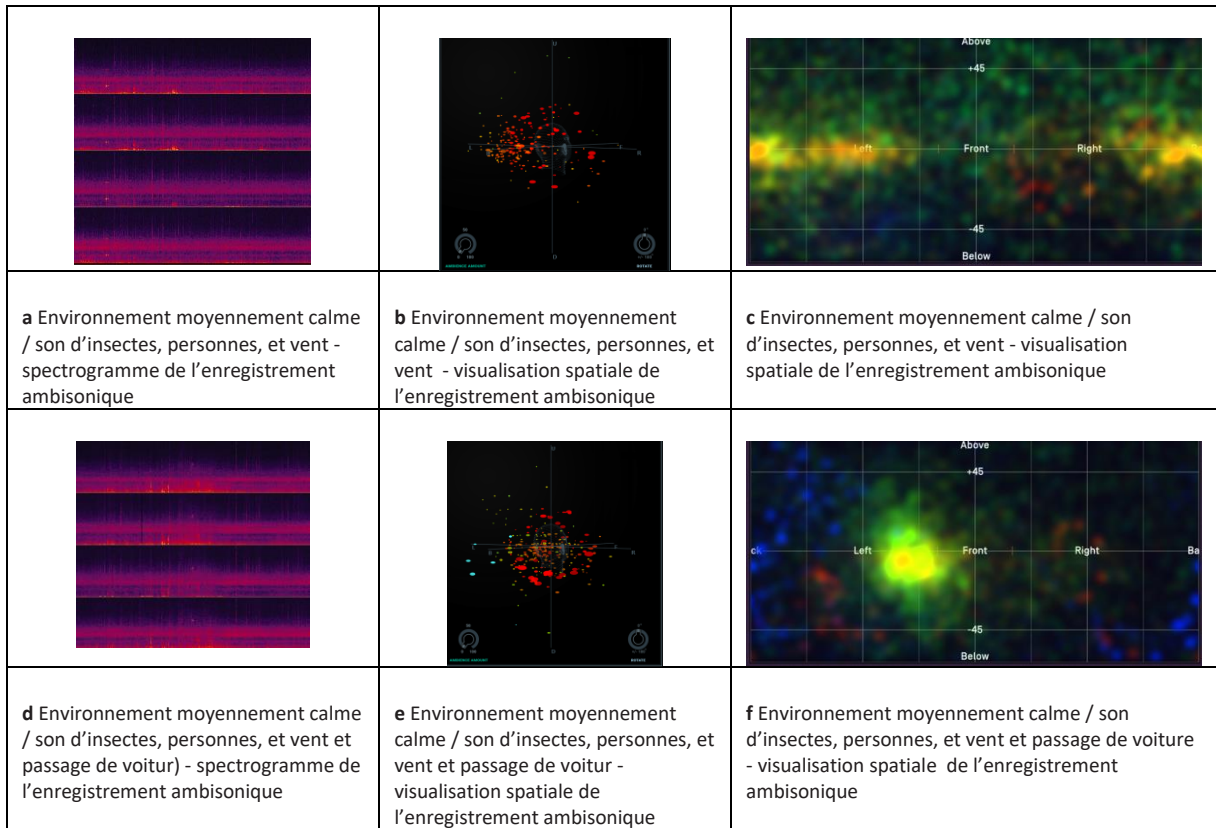 Above
+45
Left
Front
Right
-45
Below
a Environnement moyennement calme
/ son d’insectes, personnes, et vent -
spectrogramme de l’enregistrement
ambisonique
b Environnement moyennement
calme / son d’insectes, personnes, et
vent - visualisation spatiale de
l’enregistrement ambisonique
c Environnement moyennement calme / son
d’insectes, personnes, et vent - visualisation
spatiale de l’enregistrement ambisonique
Above
+45
ck
Left
Front
Right
Ba
-45
Below
d Environnement moyennement calme
/ son d’insectes, personnes, et vent et
passage de voitur) - spectrogramme de
l’enregistrement ambisonique
e Environnement moyennement
calme / son d’insectes, personnes, et
vent et passage de voitur -
visualisation spatiale de
l’enregistrement ambisonique
f Environnement moyennement calme / son
d’insectes, personnes, et vent et passage de voiture
- visualisation spatiale de l’enregistrement
ambisonique